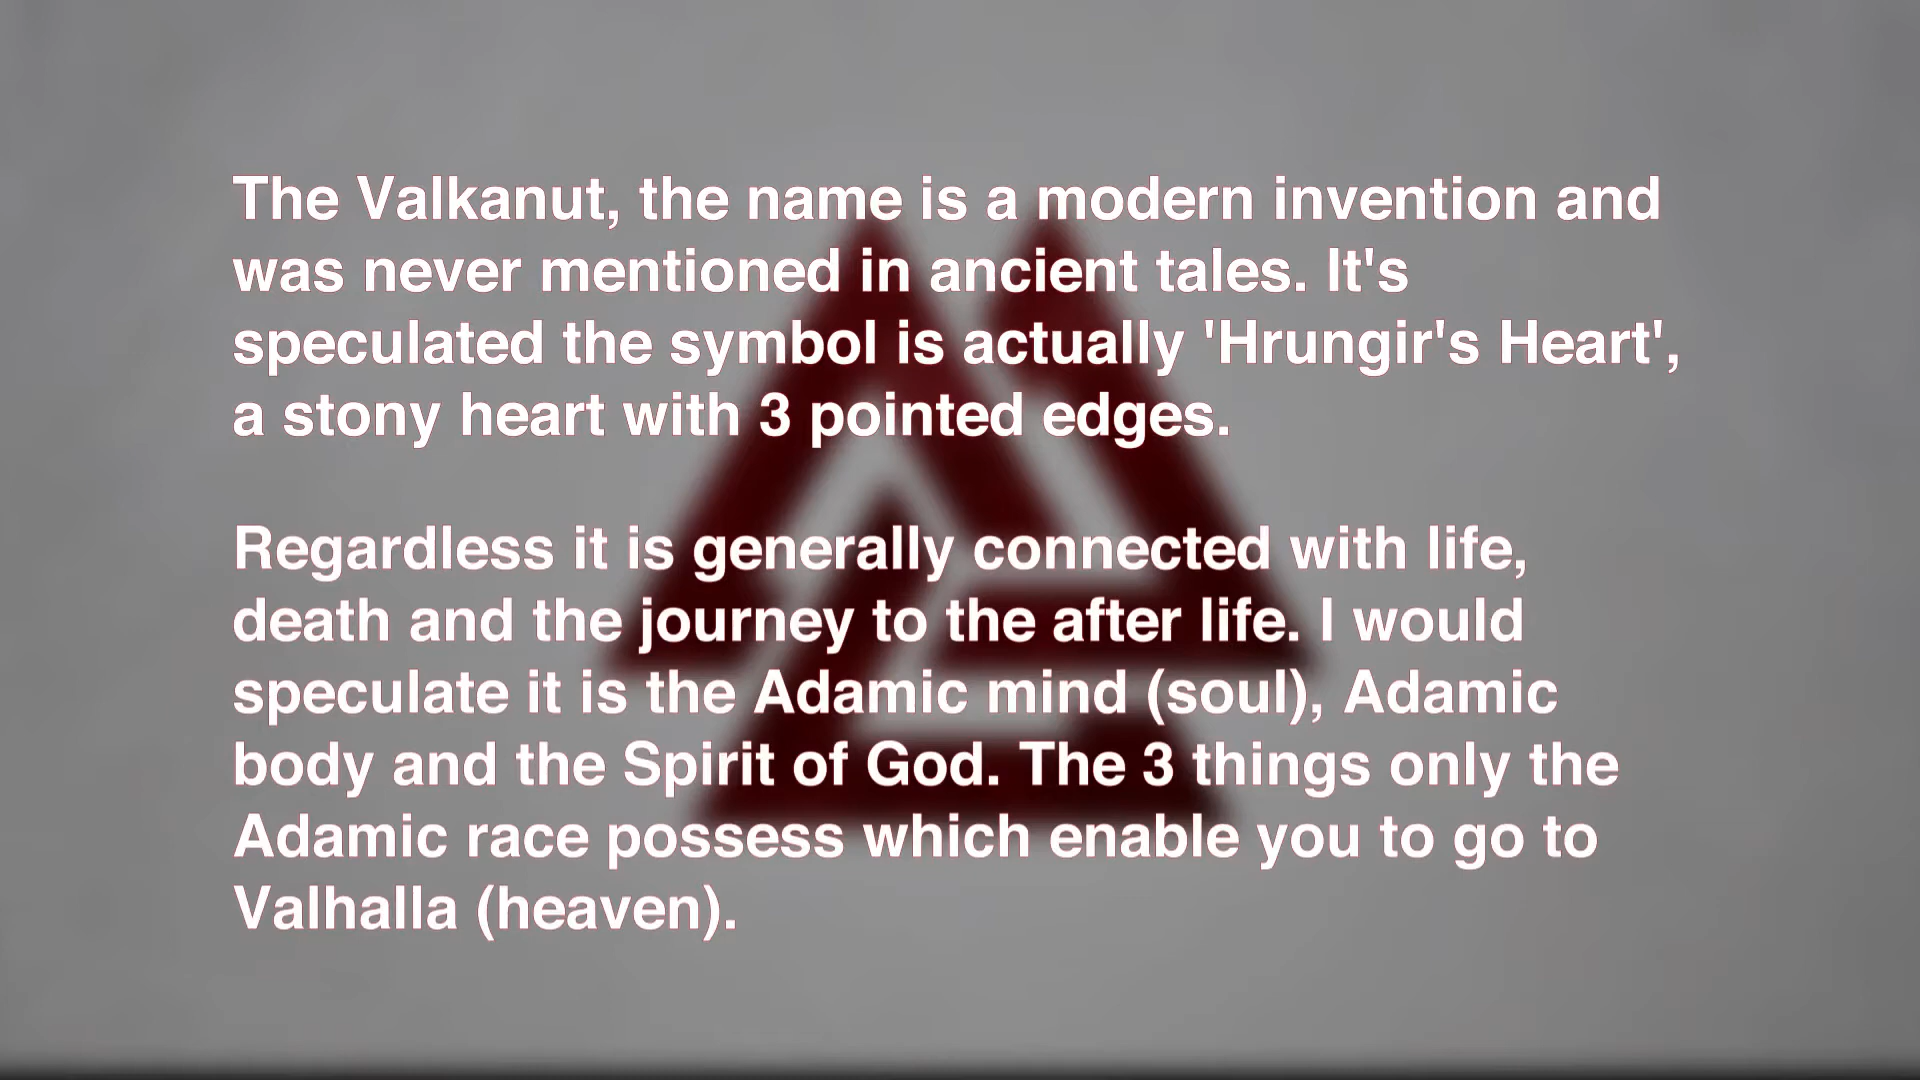 The Valkanut, the name is a modern invention and
was never mentioned in ancient tales. It's
speculated the symbol is actually 'Hrungir's Heart',
a stony heart with 3 pointed edges.
Regardless it is generally connected with life,
death and the journey to the after life. I would
speculate it is the Adamic mind (soul), Adamic
body and the Spirit of God. The 3 things only the
Adamic race possess which enable you to go to
Valhalla (heaven).